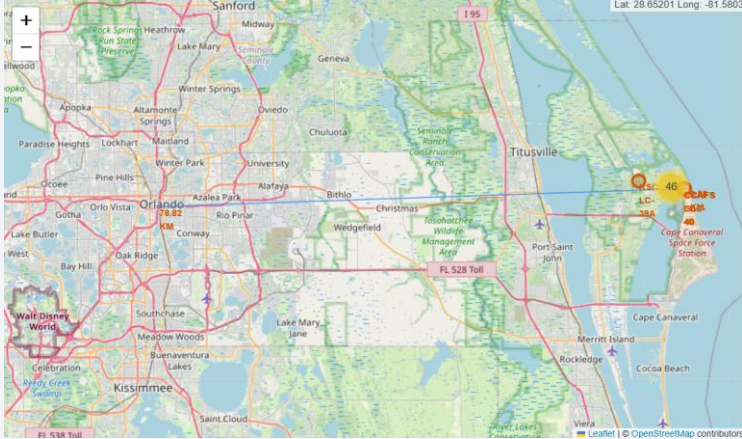 Sanford
I 95
Lat: 28.65201 Long: -81.5803
+
−
Midway
Rock Springs
Run State
Preserve
Heathrow
Lake Mary
Seminole
County
Geneva
Apopka
Altamonte
Springs
Winter Springs
Oviedo
Paradise Heights
Lockhart
Maitland
Chuluota
Seminole
Ranch
Conservation
Area
Titusville
Winter Park
University
Pine Hills
Ocoee
Azalea Park
Alafaya
Bithlo
46
KSC
LC-
39A
CCAFS
40
Gotha
Orlo Vista
Orlando
78.82
KM
Rio Pinar
Christmas
Wedgefield
Tosohatchee
Wildlife
Management
Area
Cape Canaveral
Space Force
Station
Lake Butler
Conway
Oak Ridge
Port Saint
John
Bay Hill
FL 528 Toll
Walt Disney
World
Southchase
Meadow Woods
Lake Mary
Jane
Cape Canaveral
Merritt Island
Rockledge
Celebration
Buenaventura
Lakes
Reedy Creek
Swamp
Kissimmee
Cocoa Beach
Saint Cloud
FL 538 Toll
Viera
Leaflet | © OpenStreetMap contributors